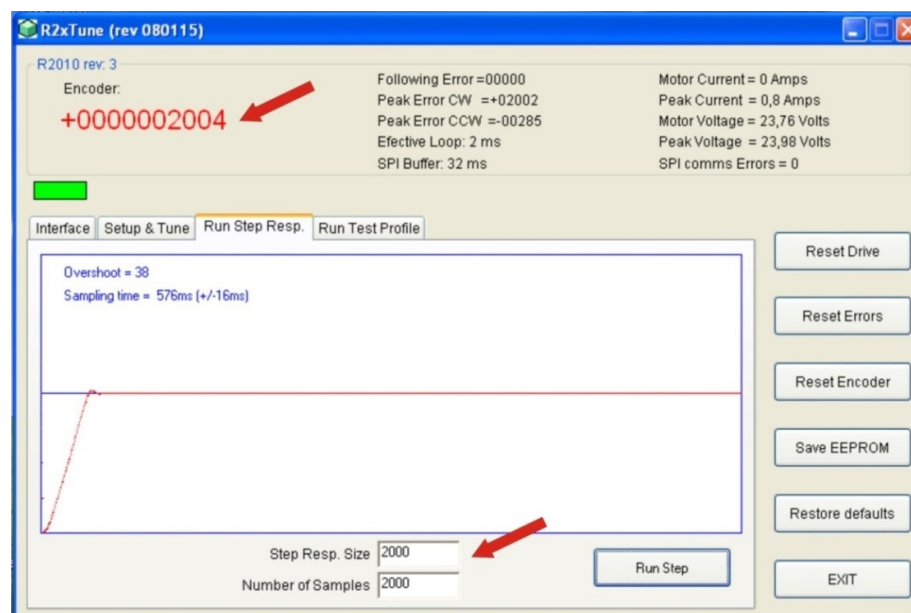 R2xTune (rev 080115)
R2010 rev: 3
Encoder:
+0000002004
Following Error =00000
Peak Error CW =+02002
Peak Error CCW =-00285
Efective Loop: 2 ms
SPI Buffer: 32 ms
Motor Current = 0 Amps
Peak Current = 0,8 Amps
Motor Voltage = 23,76 Volts
Peak Voltage = 23,98 Volts
SPI comms Errors = 0
Interface Setup & Tune Run Step Resp. Run Test Profile
Overshoot = 38
Sampling time = 576ms (+/-16ms)
Step Resp. Size 2000
Number of Samples 2000
Run Step
Reset Drive
Reset Errors
Reset Encoder
Save EEPROM
Restore defaults
EXIT